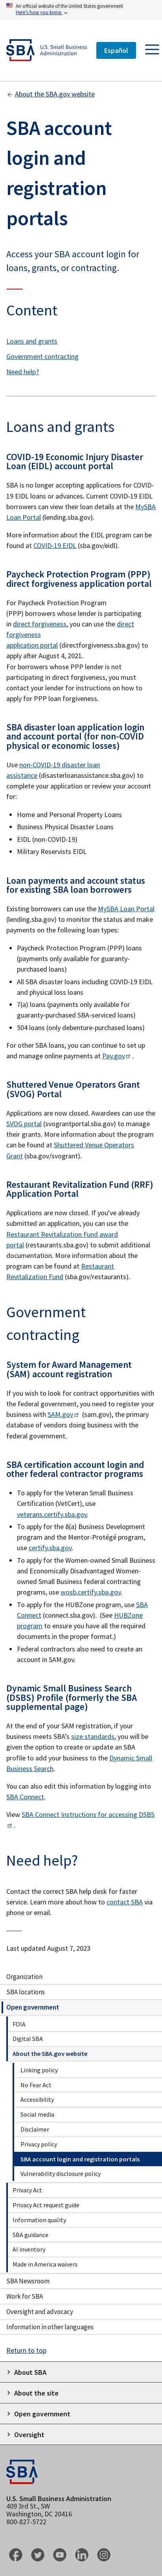 An official website of the United States government
Here's how you know
SBA
U.S. Small Business
Administration
Español
About the SBA.gov website
SBA account
login and
registration
portals
Access your SBA account login for
loans, grants, or contracting.
Content
Loans and grants
Government contracting
Need help?
Loans and grants
COVID-19 Economic Injury Disaster
Loan (EIDL) account portal
SBA is no longer accepting applications for COVID-
19 EIDL loans or advances. Current COVID-19 EIDL
borrowers can view their loan details at the MySBA
Loan Portal (lending.sba.gov).
More information about the EIDL program can be
found at COVID-19 EIDL (sba.gov/eidl).
Paycheck Protection Program (PPP)
direct forgiveness application portal
For Paycheck Protection Program
(PPP) borrowers whose lender is participating
in direct forgiveness, you can use the direct
forgiveness
application portal (directforgiveness.sba.gov) to
apply after August 4, 2021.
Borrowers should verify that their lender is
participating in direct forgiveness. If your lender is
not participating in direct forgiveness, you must
contact your lender for instructions on how to
apply for PPP loan forgiveness.
SBA disaster loan application login
and account portal (for non-COVID
physical or economic losses)
Use non-COVID-19 disaster loan
assistance (disasterloanassistance.sba.gov) to
complete your application or review your account
for:
Home and Personal Property Loans
Business Physical Disaster Loans
EIDL (non-COVID-19)
Military Reservists EIDL
Loan payments and account status
for existing SBA loan borrowers
Existing borrowers can use the MySBA Loan Portal
(lending.sba.gov) to monitor the status and make
payments on the following loan types:
Paycheck Protection Program (PPP) loans
(payments only available for guaranty-
purchased loans)
All SBA disaster loans including COVID-19 EIDL
and physical loans
7(a) loans (payments only available for
guaranty-purchased SBA-serviced loans)
504 loans (only debenture-purchased loans)
For other SBA loans, you can continue to set up
and manage online payments at Pay.gov .
Shuttered Venue Operators Grant
(SVOG) Portal
Applications now closed. Awardees can use the
SVOG portal (svograntportal.sba.gov) to manage
their grants. More information about the program
can be found at Shuttered Venue Operators
Grant (sba.gov/svogrant).
Restaurant Revitalization Fund (RRF)
Application Portal
Applications are now closed. If you've already
submitted an application, you can use the
Restaurant Revitalization Fund award
portal (restaurants.sba.gov) to submit additional
information about this application. More
information about the program can be found at Restaurant
Revitalization Fund (sba.gov/restaurants).
Government
contracting
System for Award Management
(SAM) account registration
If you wish to look for contract opportunities with
the federal government, you need to register your
business with SAM.gov (sam.gov), the primary
database of vendors doing business with the federal
government.
SBA certification account login and
other federal contractor programs
To apply for the Veteran Small Business
Certification (VetCert), use
veterans.certify.sba.gov.
To apply for the 8(a) Business Development
program and the Mentor-Protégé program,
use certify.sba.gov.
To apply for the Women-owned Small Business
and Economically Disadvantaged
Women-owned Small Business federal contracting
programs, use wosb.certify.sba.gov.
To apply for the HUBZone program, use SBA
Connect (connect.sba.gov). (See HUBZone
program to ensure you have all the required
documents in the proper format.)
Federal contractors also need to create an
account in SAM.gov.
Dynamic Small Business Search
(DSBS) Profile (formerly the SBA
supplemental page)
At the end of your SAM registration, if your
business meets SBA's size standards, you will be
given the option to create or update an SBA
profile and add your business to the Dynamic Small
Business Search.
You can also edit this information by logging into
SBA Connect.
View SBA Connect Instructions for accessing DSBS
.
Need help?
Contact the correct SBA help desk for faster
service. Learn more about how to contact SBA via
phone or email.
Last updated August 7, 2023
Organization
SBA locations
Open government
FOIA
Digital SBA
About the SBA.gov website
Linking policy
No Fear Act
Accessibility
Social media
Disclaimer
Privacy policy
SBA account login and registration portals
Vulnerability disclosure policy
Privacy Act
Privacy Act request guide
Information quality
SBA guidance
AI inventory
Made in America waivers
SBA Newsroom
Work for SBA
Oversight and advocacy
Information in other languages
Return to top
About SBA
About the site
Open government
Oversight
SBA
U.S. Small Business Administration
409 3rd St., SW
Washington, DC 20416
800-827-5722